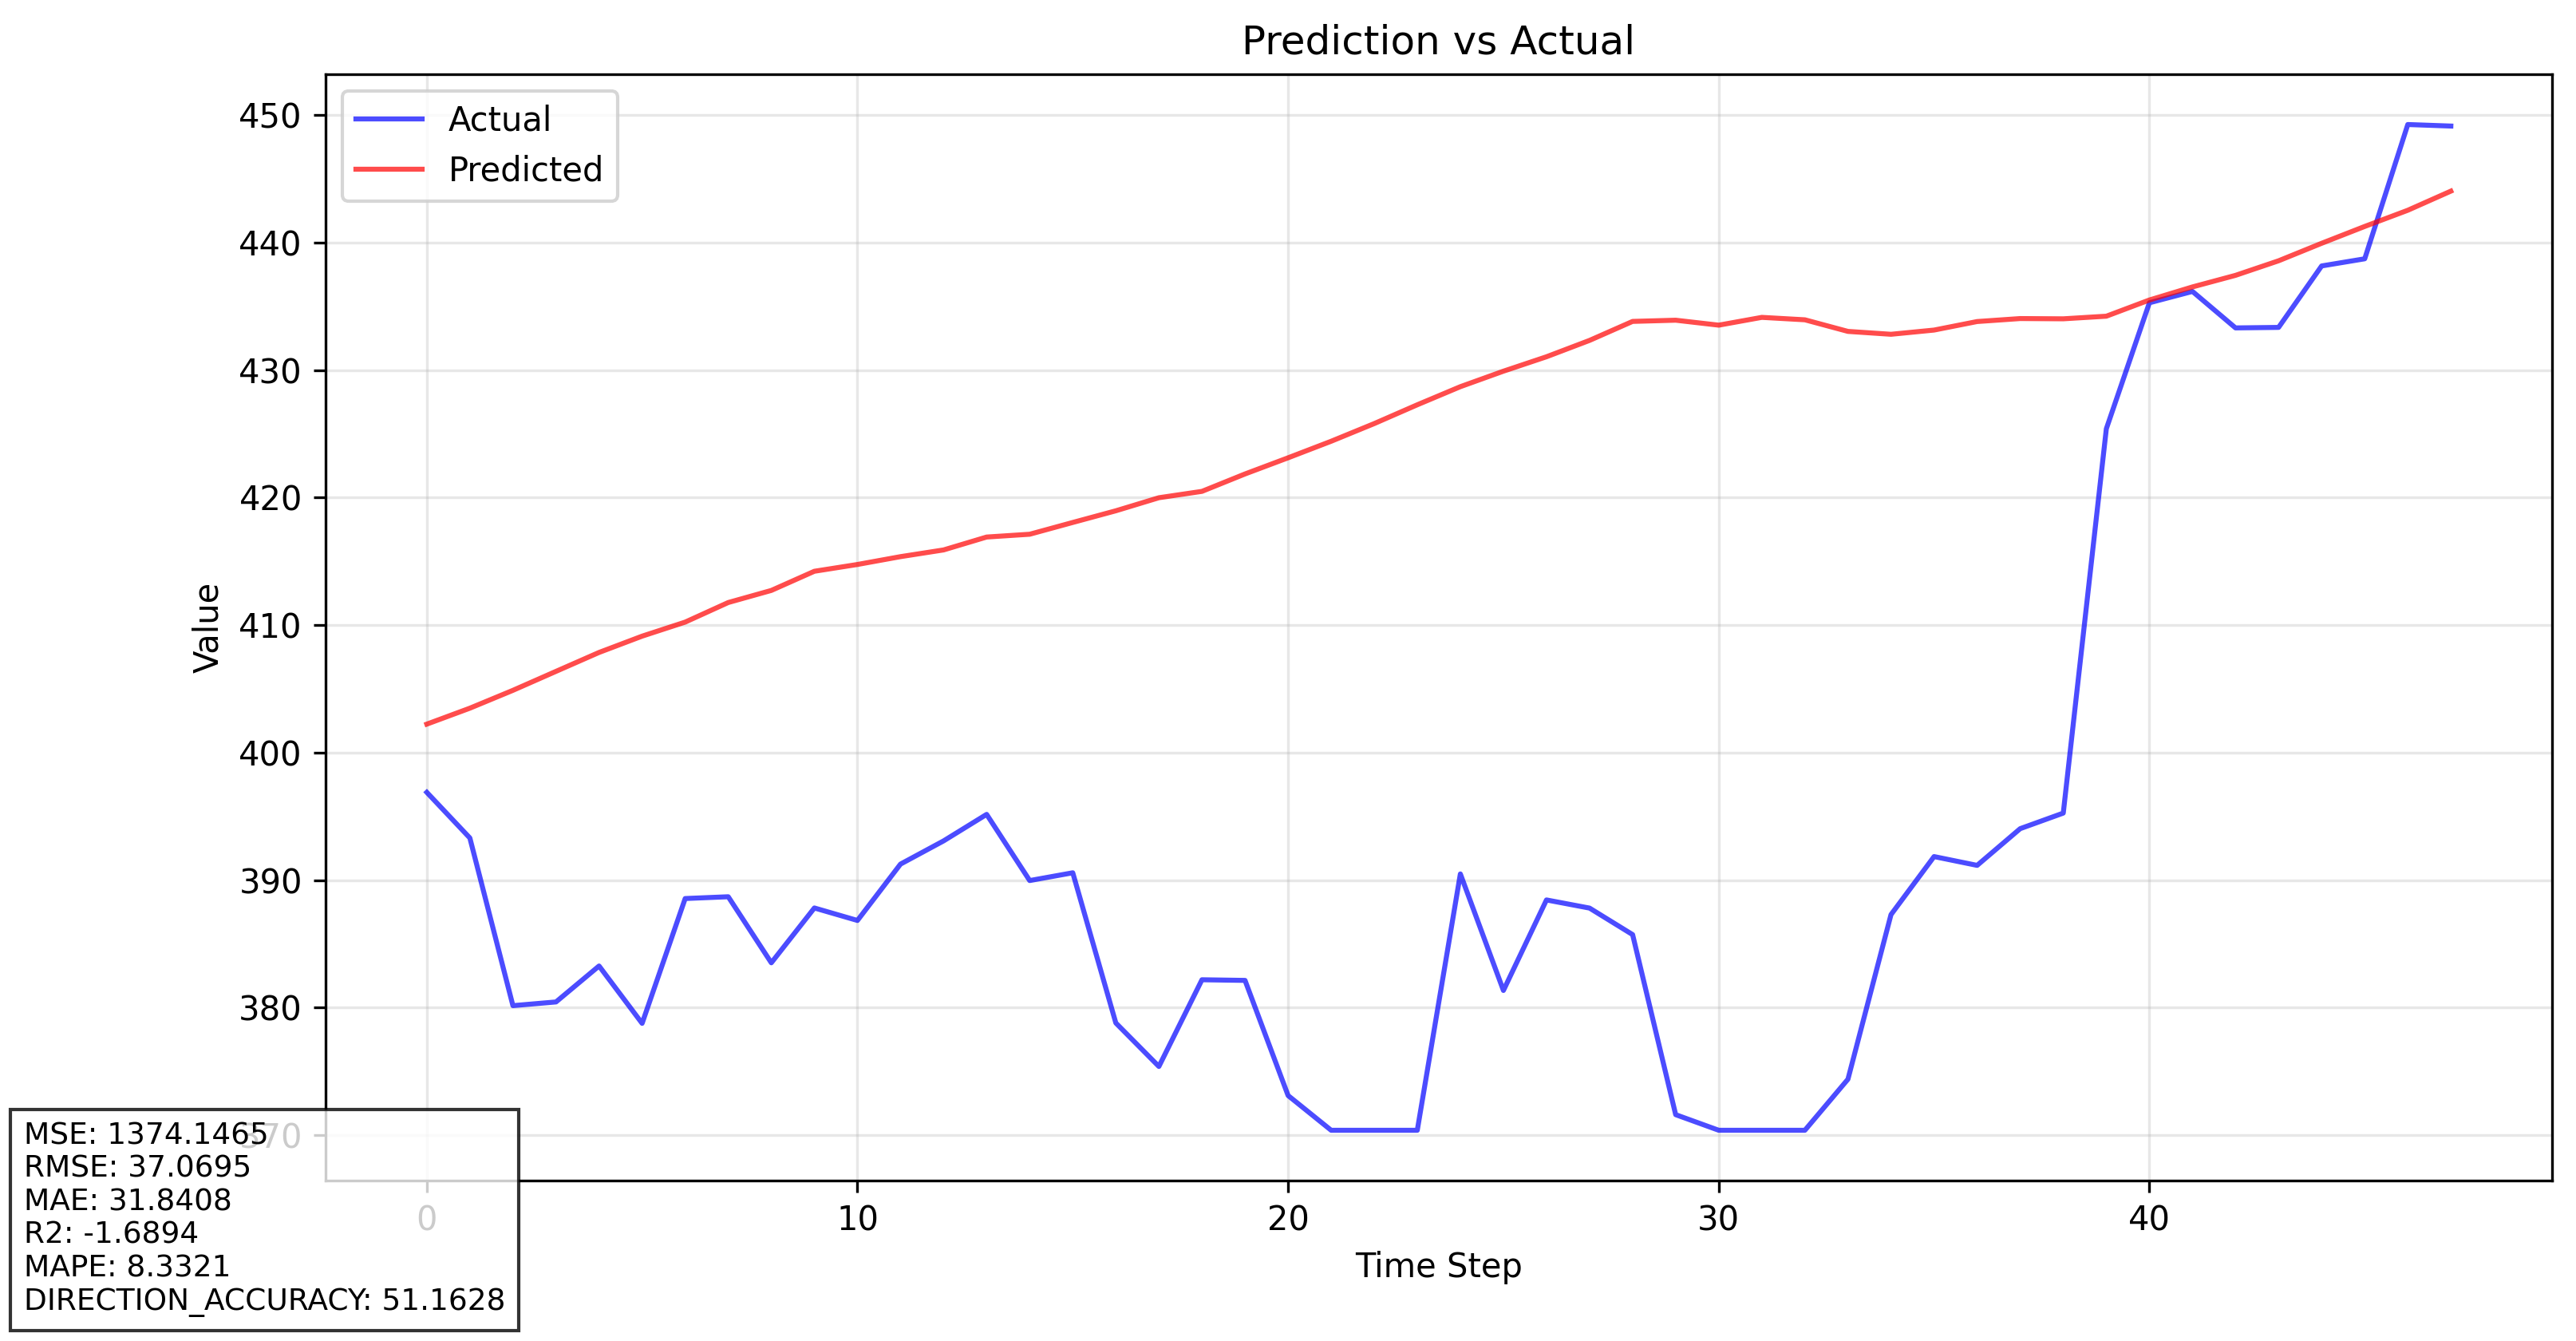 Prediction vs Actual
Actual
Predicted
450
440
430
420
410
400
390
380
370
Value
0
10
20
30
40
Time Step
MSE: 1374.1465
RMSE: 37.0695
MAE: 31.8408
R2: -1.6894
MAPE: 8.3321
DIRECTION_ACCURACY: 51.1628